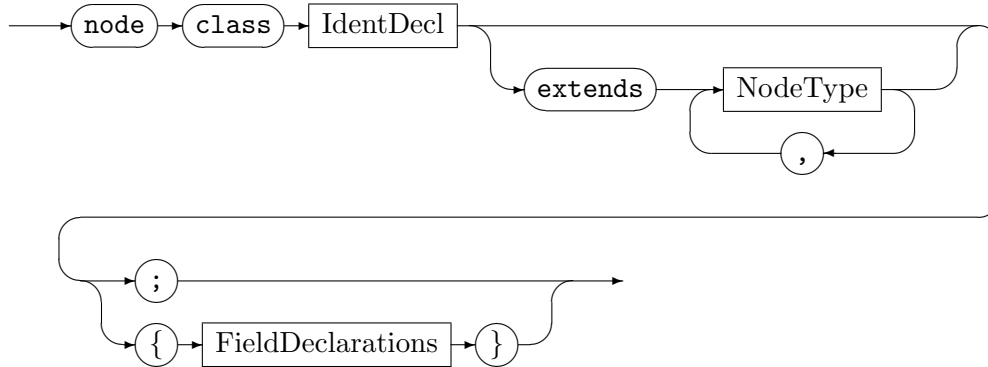 node class IdentDecl
extends NodeType
,
;
{ FieldDeclarations }